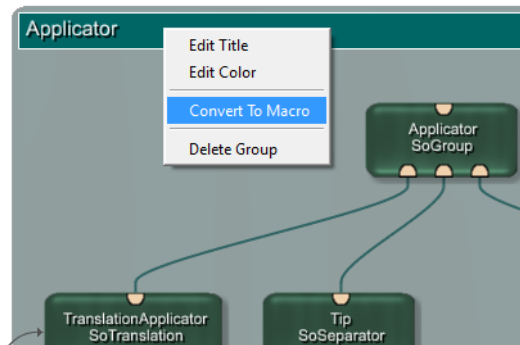 Applicator
Edit Title
Edit Color
Convert To Macro
Delete Group
Applicator
SoGroup
TranslationApplicator
SoTranslation
Tip
SoSeparator